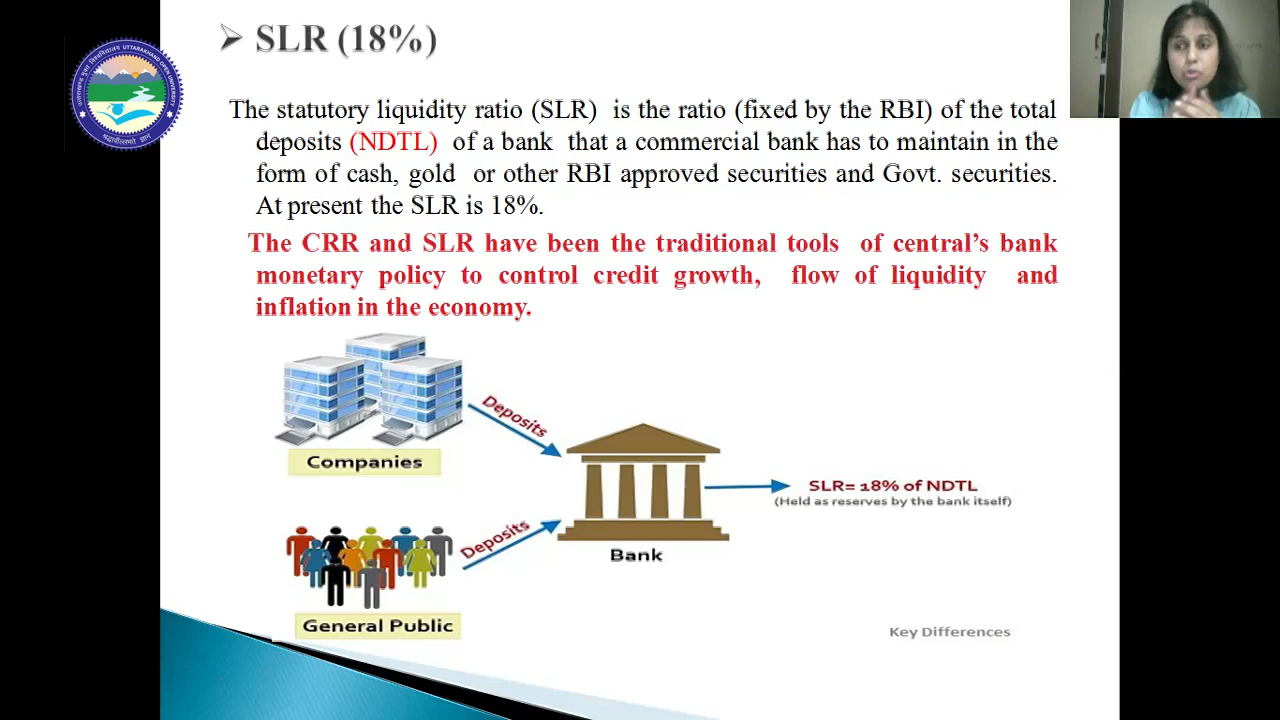 ➢ SLR (18%)
UTTARAKHAND OPEN UNIVERSITY
The statutory liquidity ratio (SLR) is the ratio (fixed by the RBI) of the total
deposits (NDTL) of a bank that a commercial bank has to maintain in the
form of cash, gold or other RBI approved securities and Govt. securities.
At present the SLR is 18%.
The CRR and SLR have been the traditional tools of central's bank
monetary policy to control credit growth, flow of liquidity and
inflation in the economy.
Deposits
Companies
SLR= 18% of NDTL
(Held as reserves by the bank itself)
Deposits
Bank
General Public
Key Differences